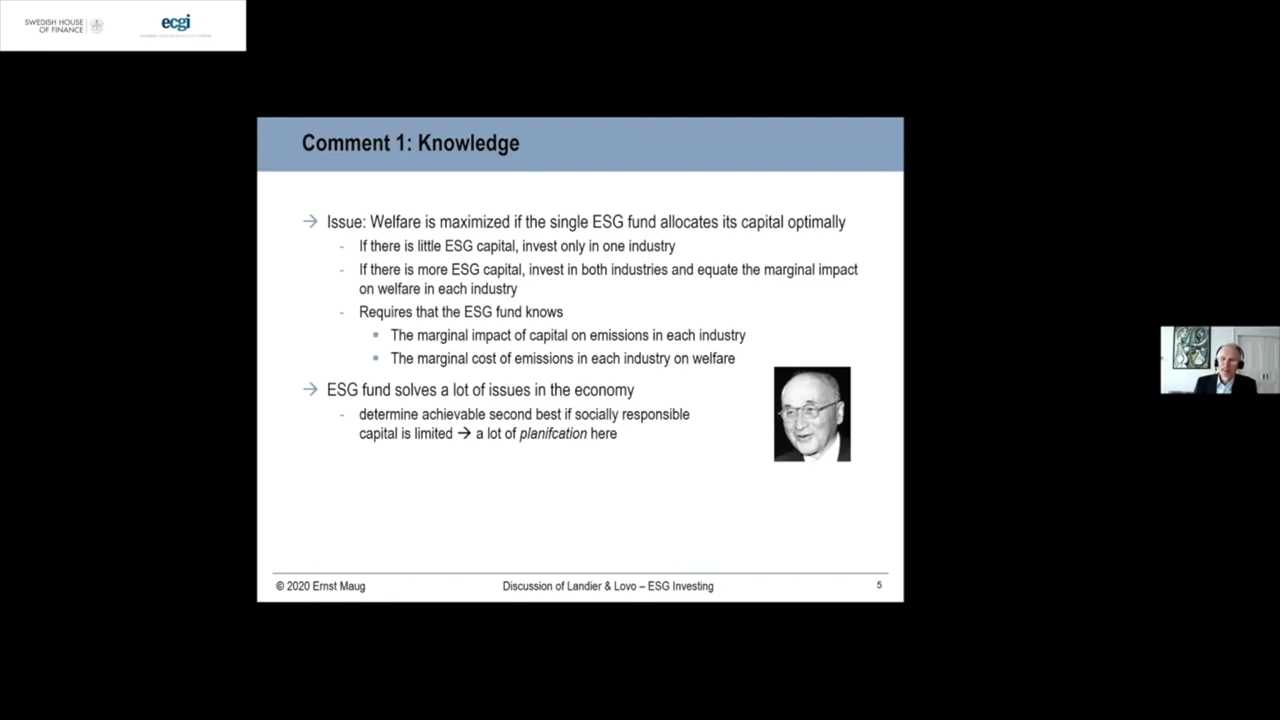 SWEDISH HOUSE
OF FINANCE
ecgi
Comment 1: Knowledge
→ Issue: Welfare is maximized if the single ESG fund allocates its capital optimally
- If there is little ESG capital, invest only in one industry
- If there is more ESG capital, invest in both industries and equate the marginal impact
on welfare in each industry
- Requires that the ESG fund knows
▪ The marginal impact of capital on emissions in each industry
▪ The marginal cost of emissions in each industry on welfare
→ ESG fund solves a lot of issues in the economy
- determine achievable second best if socially responsible
capital is limited → a lot of planifcation here
© 2020 Ernst Maug
Discussion of Landier & Lovo – ESG Investing
5